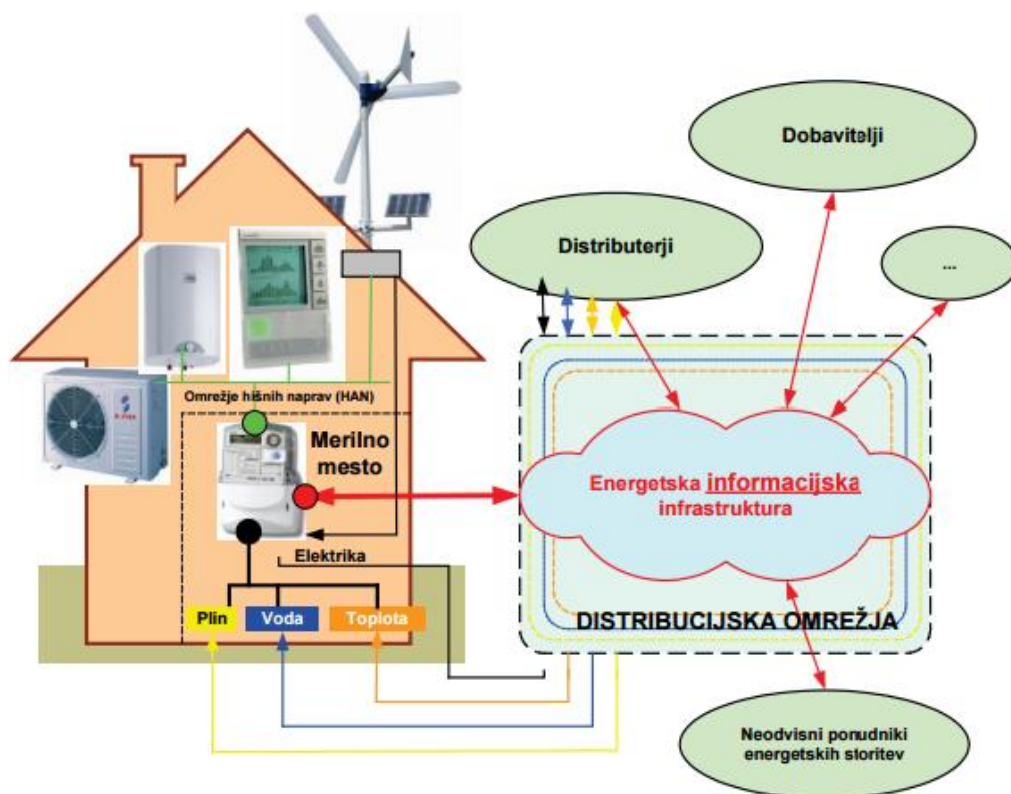 Dobavitelji
Distributerji
...
Omrežje hišnih naprav (HAN)
Merilno
mesto
Energetska informacijska
infrastruktura
Elektrika
Plin
Voda
Toplota
DISTRIBUCIJSKA OMREŽJA
Neodvisni ponudniki
energetskih storitev